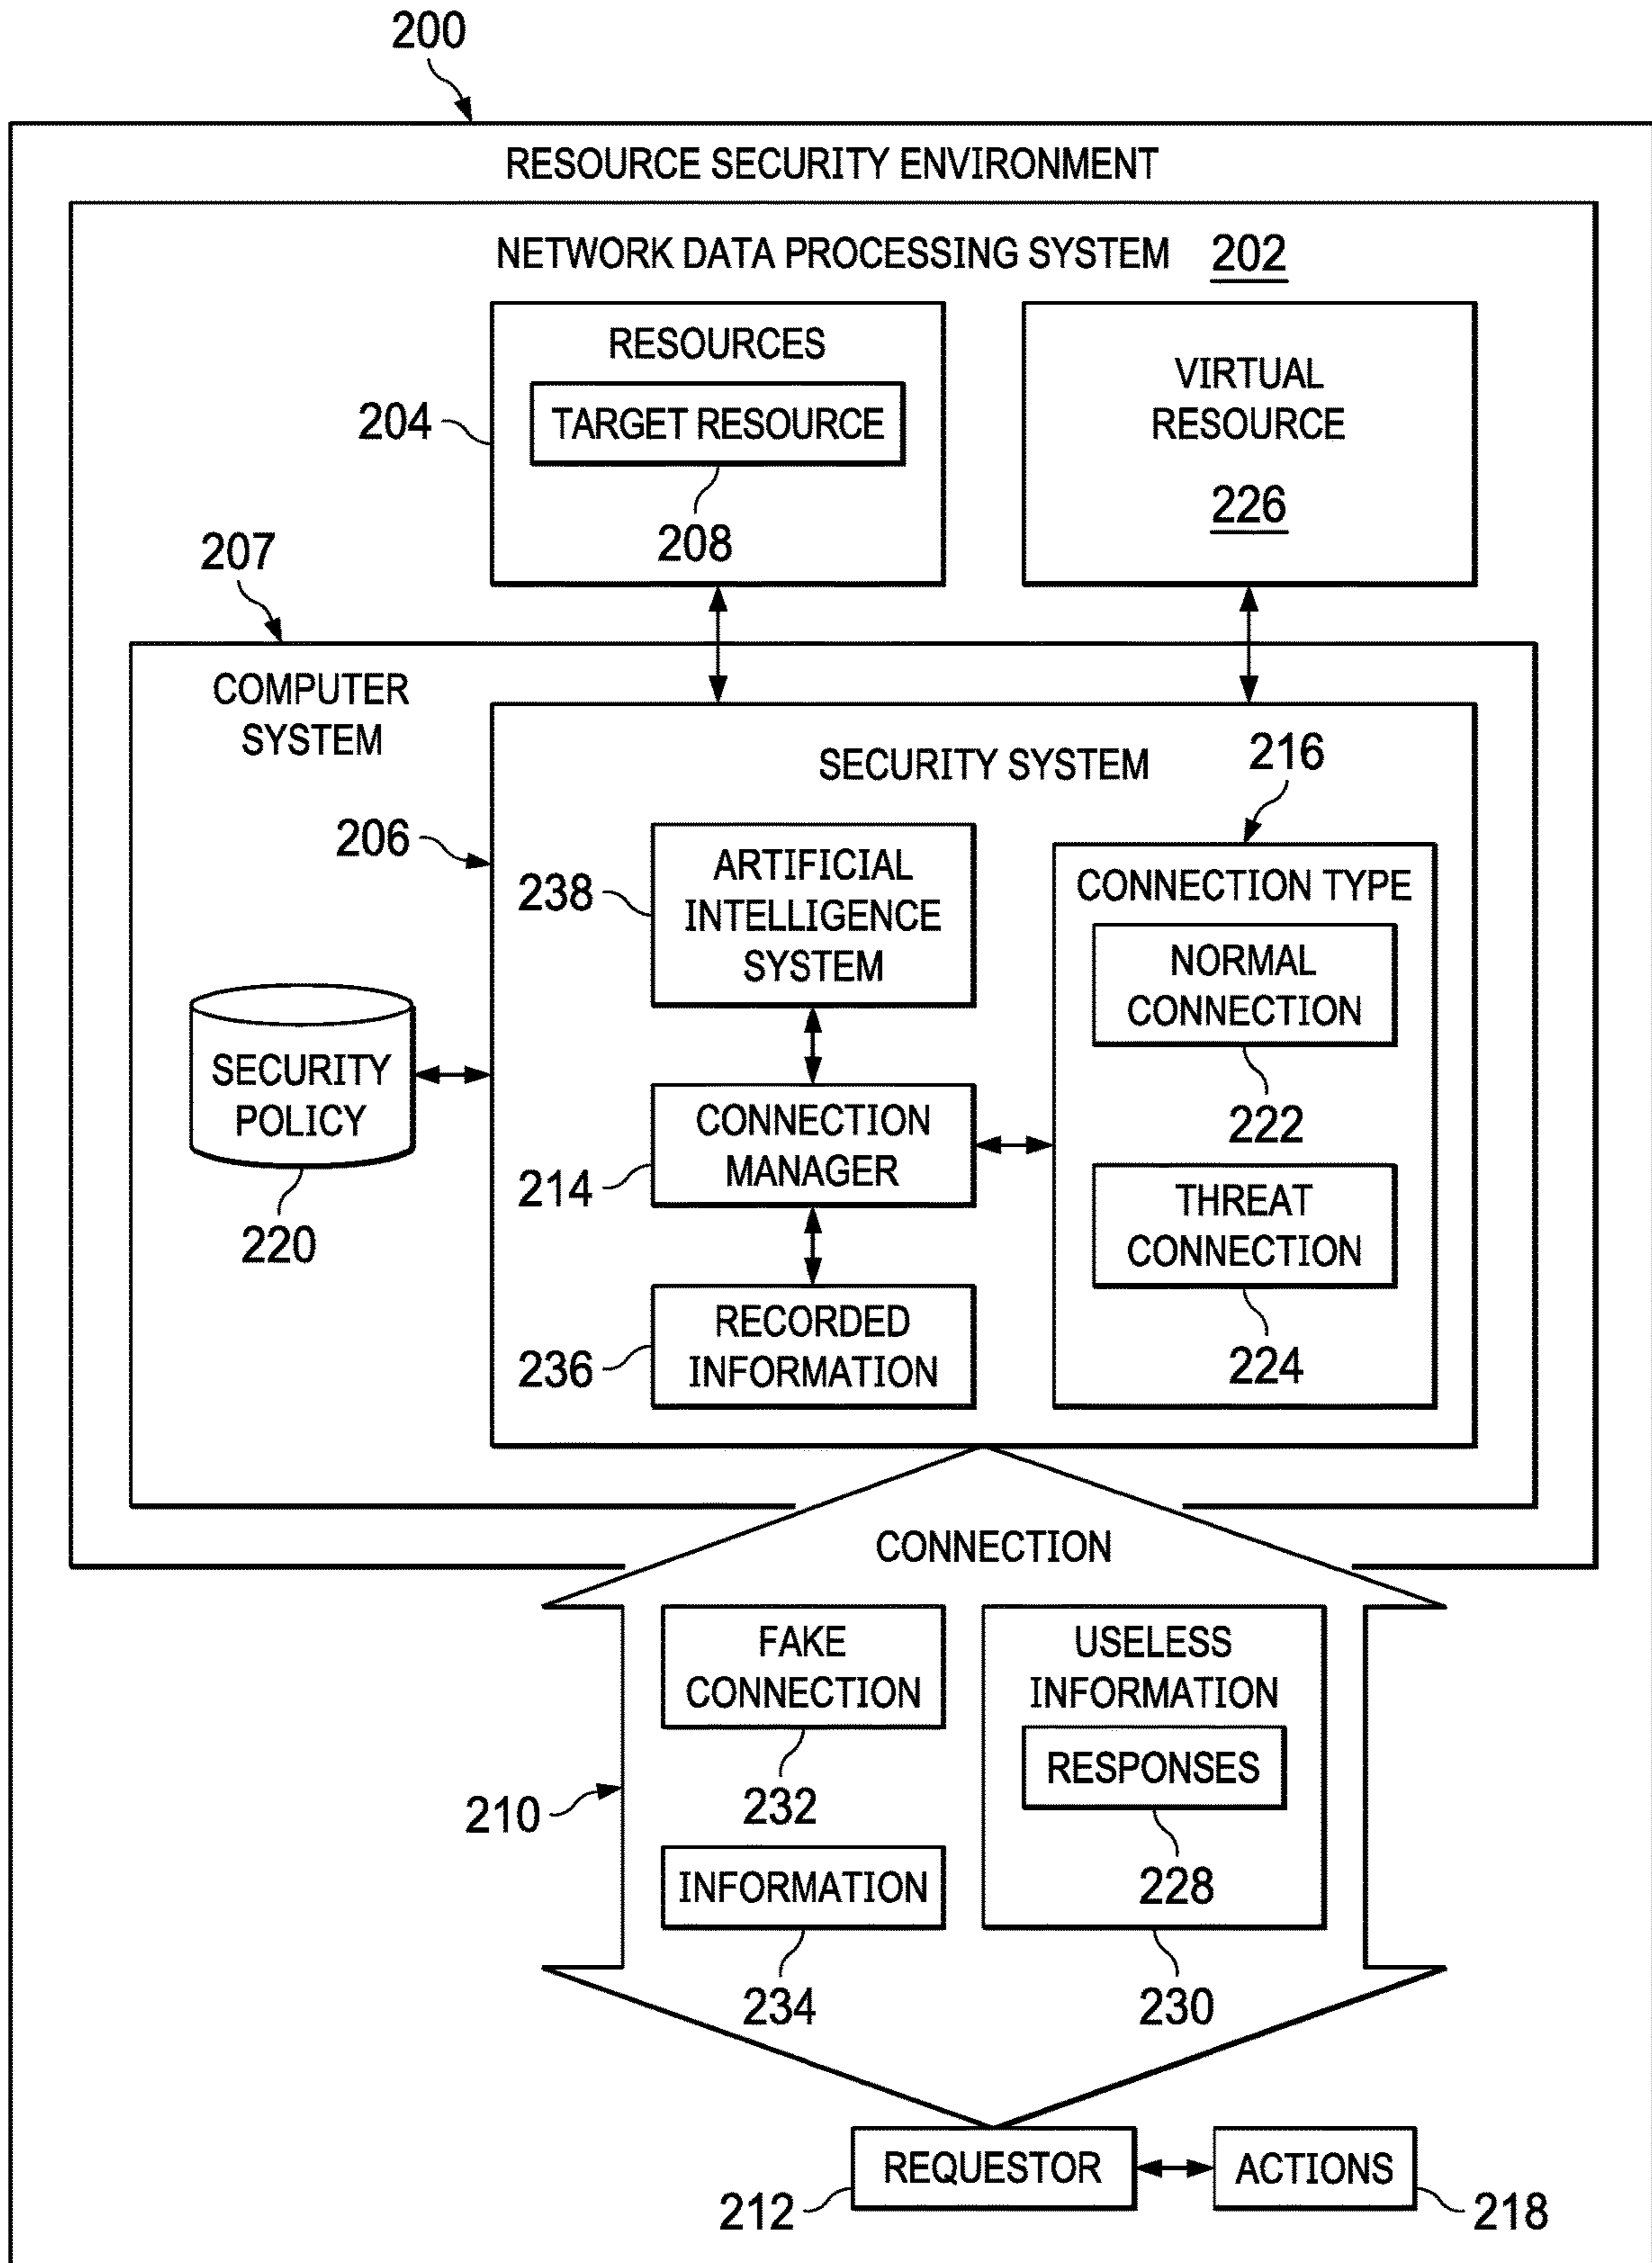 200
RESOURCE SECURITY ENVIRONMENT
NETWORK DATA PROCESSING SYSTEM 202
RESOURCES
TARGET RESOURCE
204
208
VIRTUAL
RESOURCE
226
207
COMPUTER
SYSTEM
SECURITY SYSTEM
206
216
238
ARTIFICIAL
INTELLIGENCE
SYSTEM
CONNECTION TYPE
NORMAL
CONNECTION
222
SECURITY
POLICY
220
CONNECTION
MANAGER
214
THREAT
CONNECTION
224
RECORDED
INFORMATION
236
CONNECTION
FAKE
CONNECTION
232
USELESS
INFORMATION
RESPONSES
228
210
INFORMATION
234
230
REQUESTOR
212
ACTIONS
218